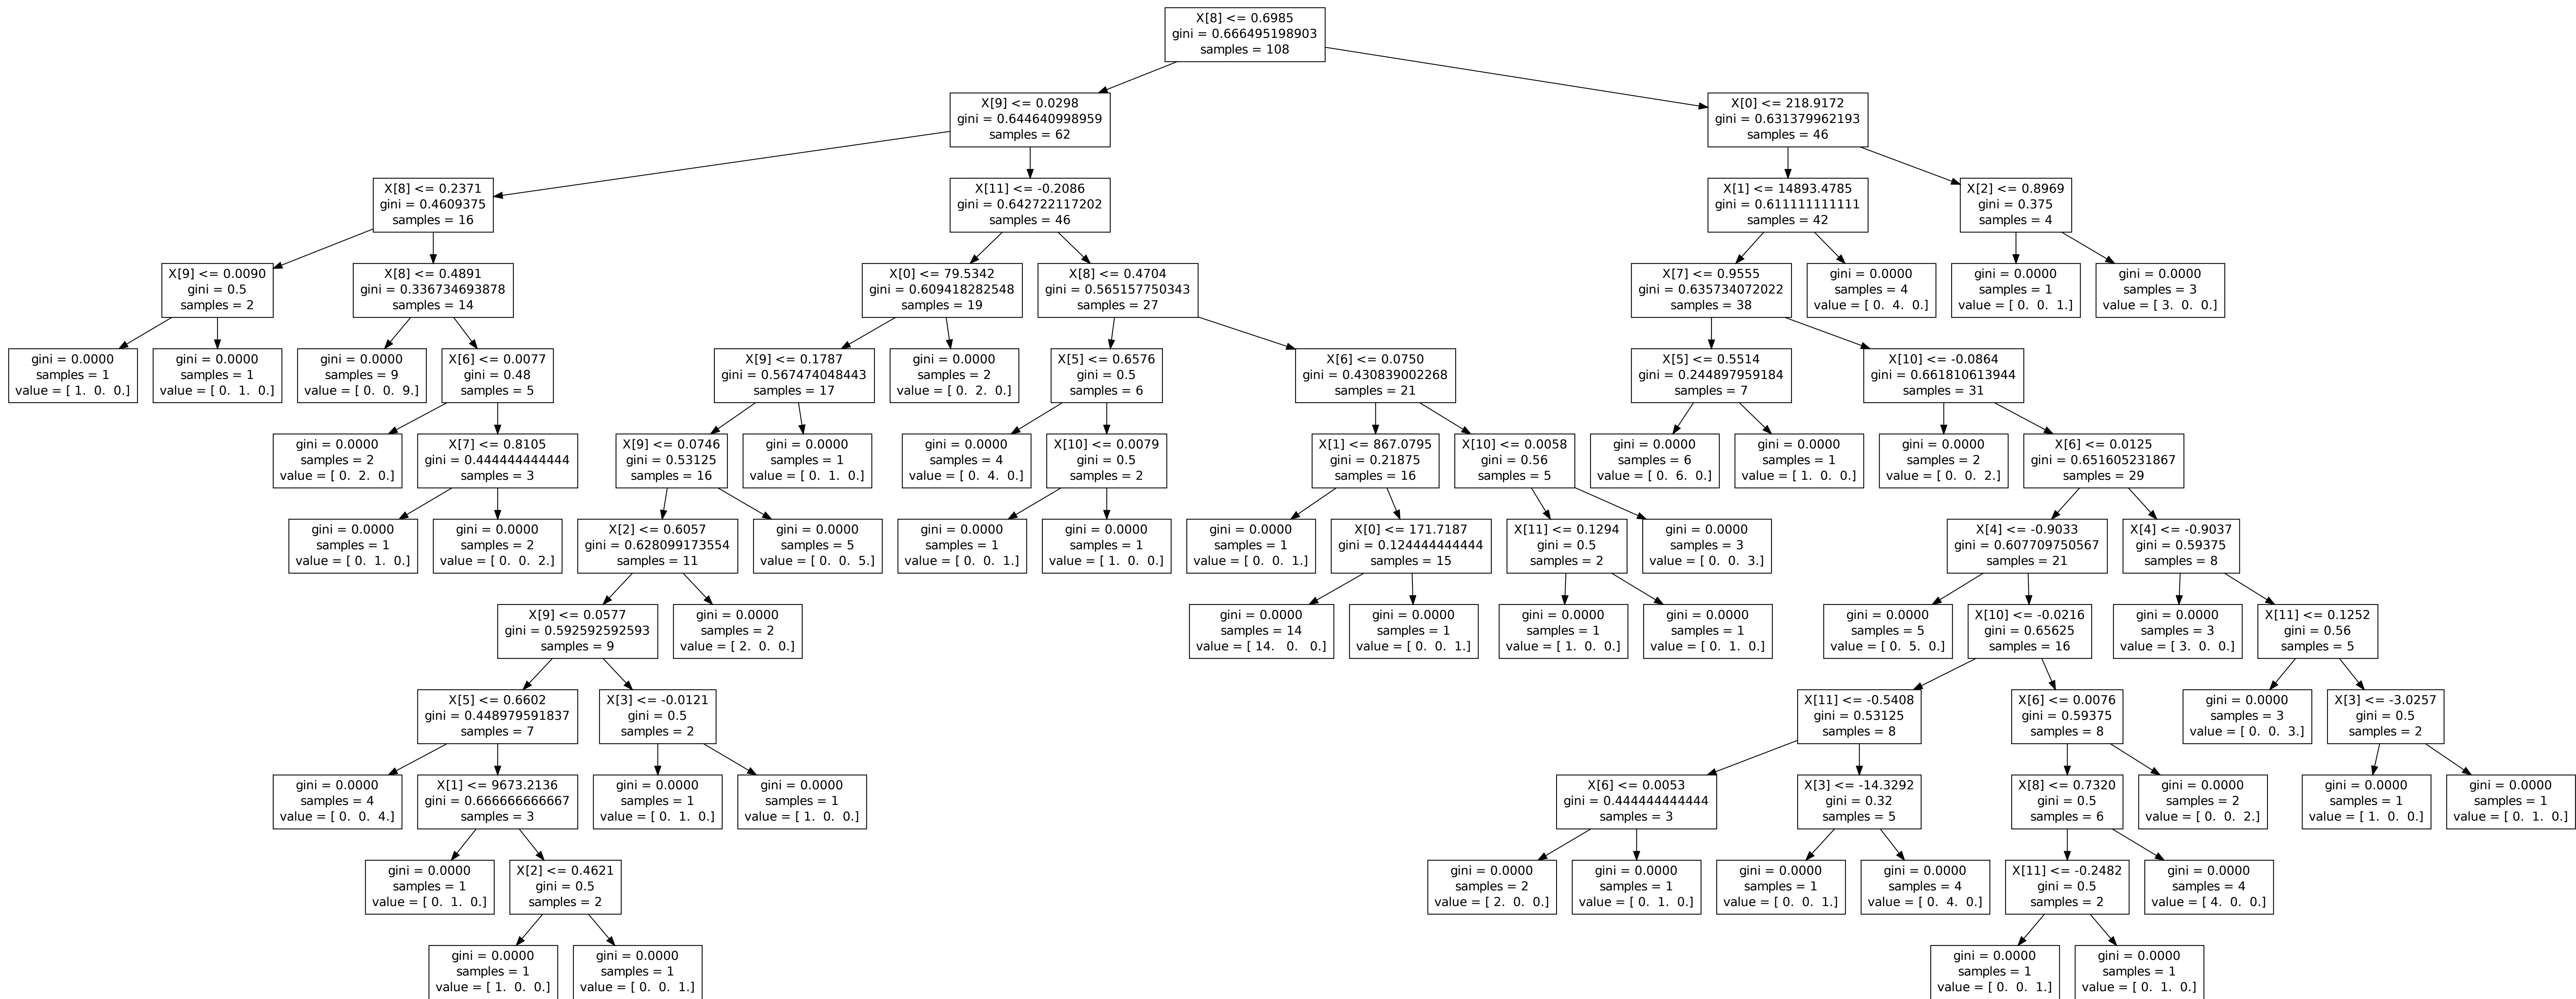 X[8] <= 0.6985
gini = 0.666495198903
samples = 108
X[9] <= 0.0298
gini = 0.644640998959
samples = 62
X[0] <= 218.9172
gini = 0.631379962193
samples = 46
X[8] <= 0.2371
gini = 0.4609375
samples = 16
X[11] <= -0.2086
gini = 0.642722117202
samples = 46
X[1] <= 14893.4785
gini = 0.611111111111
samples = 42
X[2] <= 0.8969
gini = 0.375
samples = 4
X[9] <= 0.0090
gini = 0.5
samples = 2
X[8] <= 0.4891
gini = 0.336734693878
samples = 14
X[0] <= 79.5342
gini = 0.609418282548
samples = 19
X[8] <= 0.4704
gini = 0.565157750343
samples = 27
X[7] <= 0.9555
gini = 0.635734072022
samples = 38
gini = 0.0000
samples = 4
value = [ 0. 4. 0.]
gini = 0.0000
samples = 1
value = [ 0. 0. 1.]
gini = 0.0000
samples = 3
value = [ 3. 0. 0.]
gini = 0.0000
samples = 1
value = [ 1. 0. 0.]
gini = 0.0000
samples = 1
value = [ 0. 1. 0.]
gini = 0.0000
samples = 9
value = [ 0. 0. 9.]
X[6] <= 0.0077
gini = 0.48
samples = 5
X[9] <= 0.1787
gini = 0.567474048443
samples = 17
gini = 0.0000
samples = 2
value = [ 0. 2. 0.]
X[5] <= 0.6576
gini = 0.5
samples = 6
X[6] <= 0.0750
gini = 0.430839002268
samples = 21
X[5] <= 0.5514
gini = 0.244897959184
samples = 7
X[10] <= -0.0864
gini = 0.661810613944
samples = 31
gini = 0.0000
samples = 2
value = [ 0. 2. 0.]
X[7] <= 0.8105
gini = 0.444444444444
samples = 3
X[9] <= 0.0746
gini = 0.53125
samples = 16
gini = 0.0000
samples = 1
value = [ 0. 1. 0.]
gini = 0.0000
samples = 4
value = [ 0. 4. 0.]
X[10] <= 0.0079
gini = 0.5
samples = 2
X[1] <= 867.0795
gini = 0.21875
samples = 16
X[10] <= 0.0058
gini = 0.56
samples = 5
gini = 0.0000
samples = 6
value = [ 0. 6. 0.]
gini = 0.0000
samples = 1
value = [ 1. 0. 0.]
gini = 0.0000
samples = 2
value = [ 0. 0. 2.]
X[6] <= 0.0125
gini = 0.651605231867
samples = 29
gini = 0.0000
samples = 1
value = [ 0. 1. 0.]
gini = 0.0000
samples = 2
value = [ 0. 0. 2.]
X[2] <= 0.6057
gini = 0.628099173554
samples = 11
gini = 0.0000
samples = 5
value = [ 0. 0. 5.]
gini = 0.0000
samples = 1
value = [ 0. 0. 1.]
gini = 0.0000
samples = 1
value = [ 1. 0. 0.]
gini = 0.0000
samples = 1
value = [ 0. 0. 1.]
X[0] <= 171.7187
gini = 0.124444444444
samples = 15
X[11] <= 0.1294
gini = 0.5
samples = 2
gini = 0.0000
samples = 3
value = [ 0. 0. 3.]
X[4] <= -0.9033
gini = 0.607709750567
samples = 21
X[4] <= -0.9037
gini = 0.59375
samples = 8
X[9] <= 0.0577
gini = 0.592592592593
samples = 9
gini = 0.0000
samples = 2
value = [ 2. 0. 0.]
gini = 0.0000
samples = 14
value = [ 14. 0. 0.]
gini = 0.0000
samples = 1
value = [ 0. 0. 1.]
gini = 0.0000
samples = 1
value = [ 1. 0. 0.]
gini = 0.0000
samples = 1
value = [ 0. 1. 0.]
gini = 0.0000
samples = 5
value = [ 0. 5. 0.]
X[10] <= -0.0216
gini = 0.65625
samples = 16
gini = 0.0000
samples = 3
value = [ 3. 0. 0.]
X[11] <= 0.1252
gini = 0.56
samples = 5
X[5] <= 0.6602
gini = 0.448979591837
samples = 7
X[3] <= -0.0121
gini = 0.5
samples = 2
X[11] <= -0.5408
gini = 0.53125
samples = 8
X[6] <= 0.0076
gini = 0.59375
samples = 8
gini = 0.0000
samples = 3
value = [ 0. 0. 3.]
X[3] <= -3.0257
gini = 0.5
samples = 2
gini = 0.0000
samples = 4
value = [ 0. 0. 4.]
X[1] <= 9673.2136
gini = 0.666666666667
samples = 3
gini = 0.0000
samples = 1
value = [ 0. 1. 0.]
gini = 0.0000
samples = 1
value = [ 1. 0. 0.]
X[6] <= 0.0053
gini = 0.444444444444
samples = 3
X[3] <= -14.3292
gini = 0.32
samples = 5
X[8] <= 0.7320
gini = 0.5
samples = 6
gini = 0.0000
samples = 2
value = [ 0. 0. 2.]
gini = 0.0000
samples = 1
value = [ 1. 0. 0.]
gini = 0.0000
samples = 1
value = [ 0. 1. 0.]
gini = 0.0000
samples = 1
value = [ 0. 1. 0.]
X[2] <= 0.4621
gini = 0.5
samples = 2
gini = 0.0000
samples = 2
value = [ 2. 0. 0.]
gini = 0.0000
samples = 1
value = [ 0. 1. 0.]
gini = 0.0000
samples = 1
value = [ 0. 0. 1.]
gini = 0.0000
samples = 4
value = [ 0. 4. 0.]
X[11] <= -0.2482
gini = 0.5
samples = 2
gini = 0.0000
samples = 4
value = [ 4. 0. 0.]
gini = 0.0000
samples = 1
value = [ 1. 0. 0.]
gini = 0.0000
samples = 1
value = [ 0. 0. 1.]
gini = 0.0000
samples = 1
value = [ 0. 0. 1.]
gini = 0.0000
samples = 1
value = [ 0. 1. 0.]